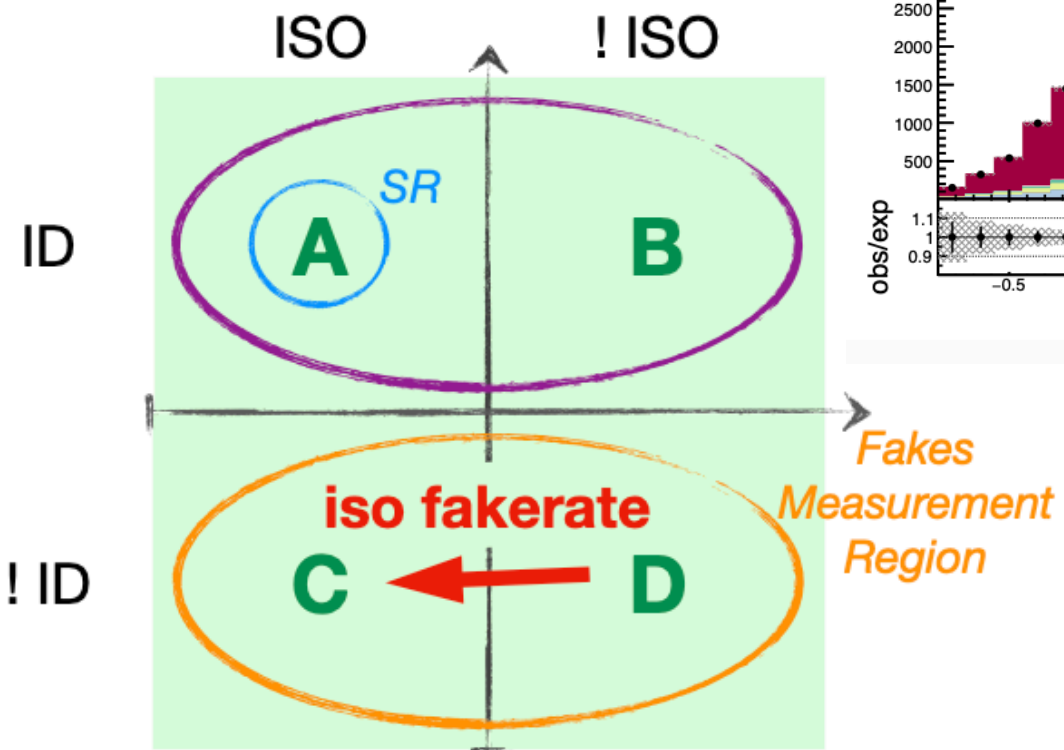 ISO
! ISO
2500
2000
1500
1000
500
SR
ID
A
B
obs/exp
1.1
1
0.9
−0.5
Fakes
Measurement
Region
iso fakerate
! ID
C
D